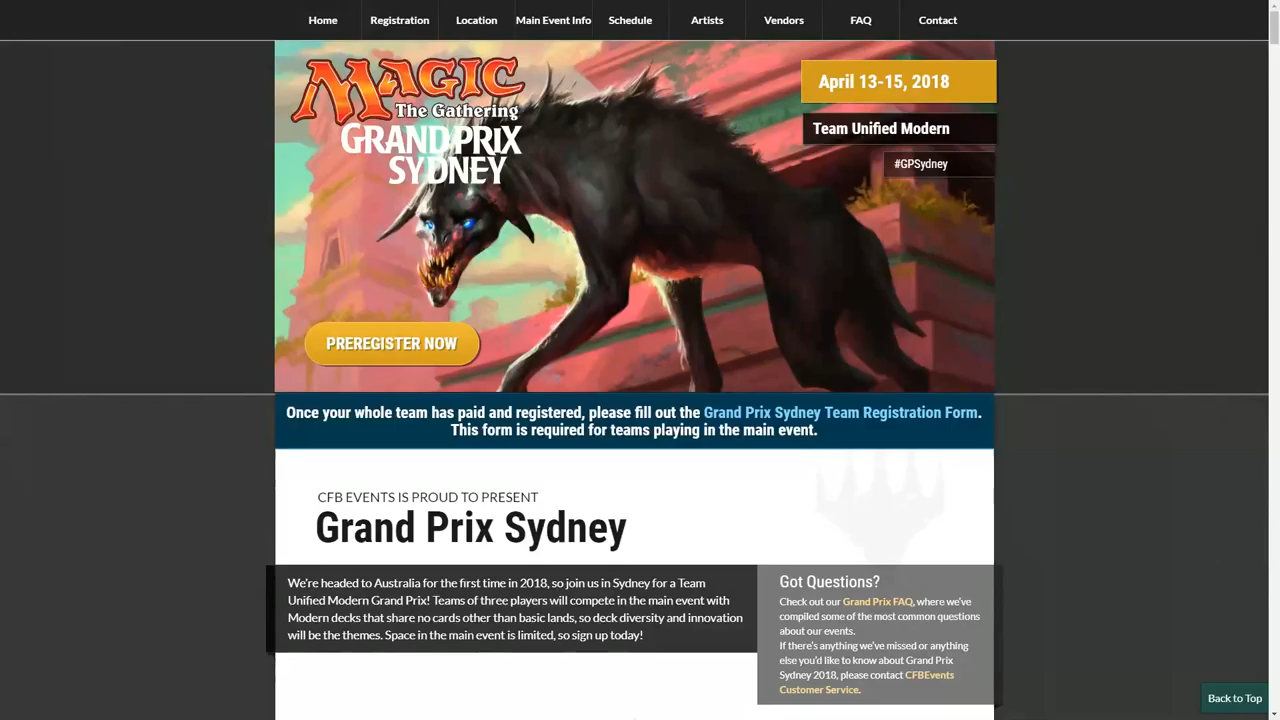 Home
Registration
Location
Main Event Info
Schedule
Artists
Vendors
FAQ
Contact
MAGIC
The Gathering
GRAND PRIX
SYDNEY
April 13-15, 2018
Team Unified Modern
#GPSydney
PREREGISTER NOW
Once your whole team has paid and registered, please fill out the Grand Prix Sydney Team Registration Form.
This form is required for teams playing in the main event.
CFB EVENTS IS PROUD TO PRESENT
Grand Prix Sydney
We're headed to Australia for the first time in 2018, so join us in Sydney for a Team
Unified Modern Grand Prix! Teams of three players will compete in the main event with
Modern decks that share no cards other than basic lands, so deck diversity and innovation
will be the themes. Space in the main event is limited, so sign up today!
Got Questions?
Check out our Grand Prix FAQ, where we've
compiled some of the most common questions
about our events.
If there's anything we've missed or anything
else you'd like to know about Grand Prix
Sydney 2018, please contact CFBEvents
Customer Service.
Back to Top